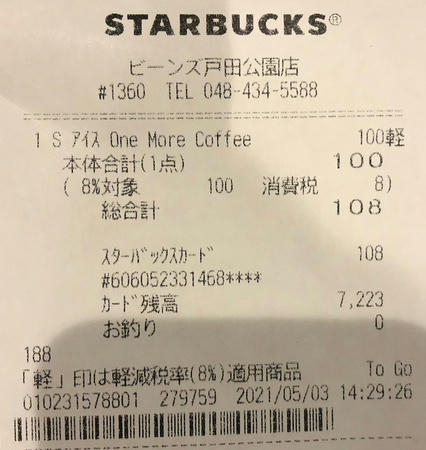 STARBUCKS®
ビーンズ戸田公園店
#1360 TEL 048-434-5588
1 S ｱｲｽ One More Coffee 100軽
本体合計(1点) 100
( 8%対象 100 消費税 8)
総合計 108
ｽﾀｰﾊﾞｯｸｽｶｰﾄﾞ 108
#606052331468****
ｶｰﾄﾞ残高 7,223
お釣り 0
188
「軽」印は軽減税率(8%)適用商品 To Go
010231578801 279759 2021/05/03 14:29:26